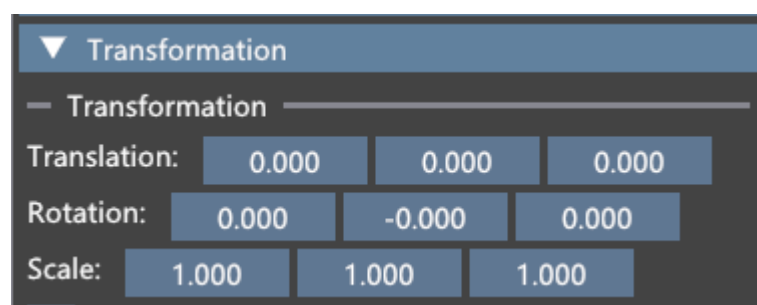 Transformation
Transformation
Translation: 0.000 0.000 0.000
Rotation: 0.000 -0.000 0.000
Scale: 1.000 1.000 1.000